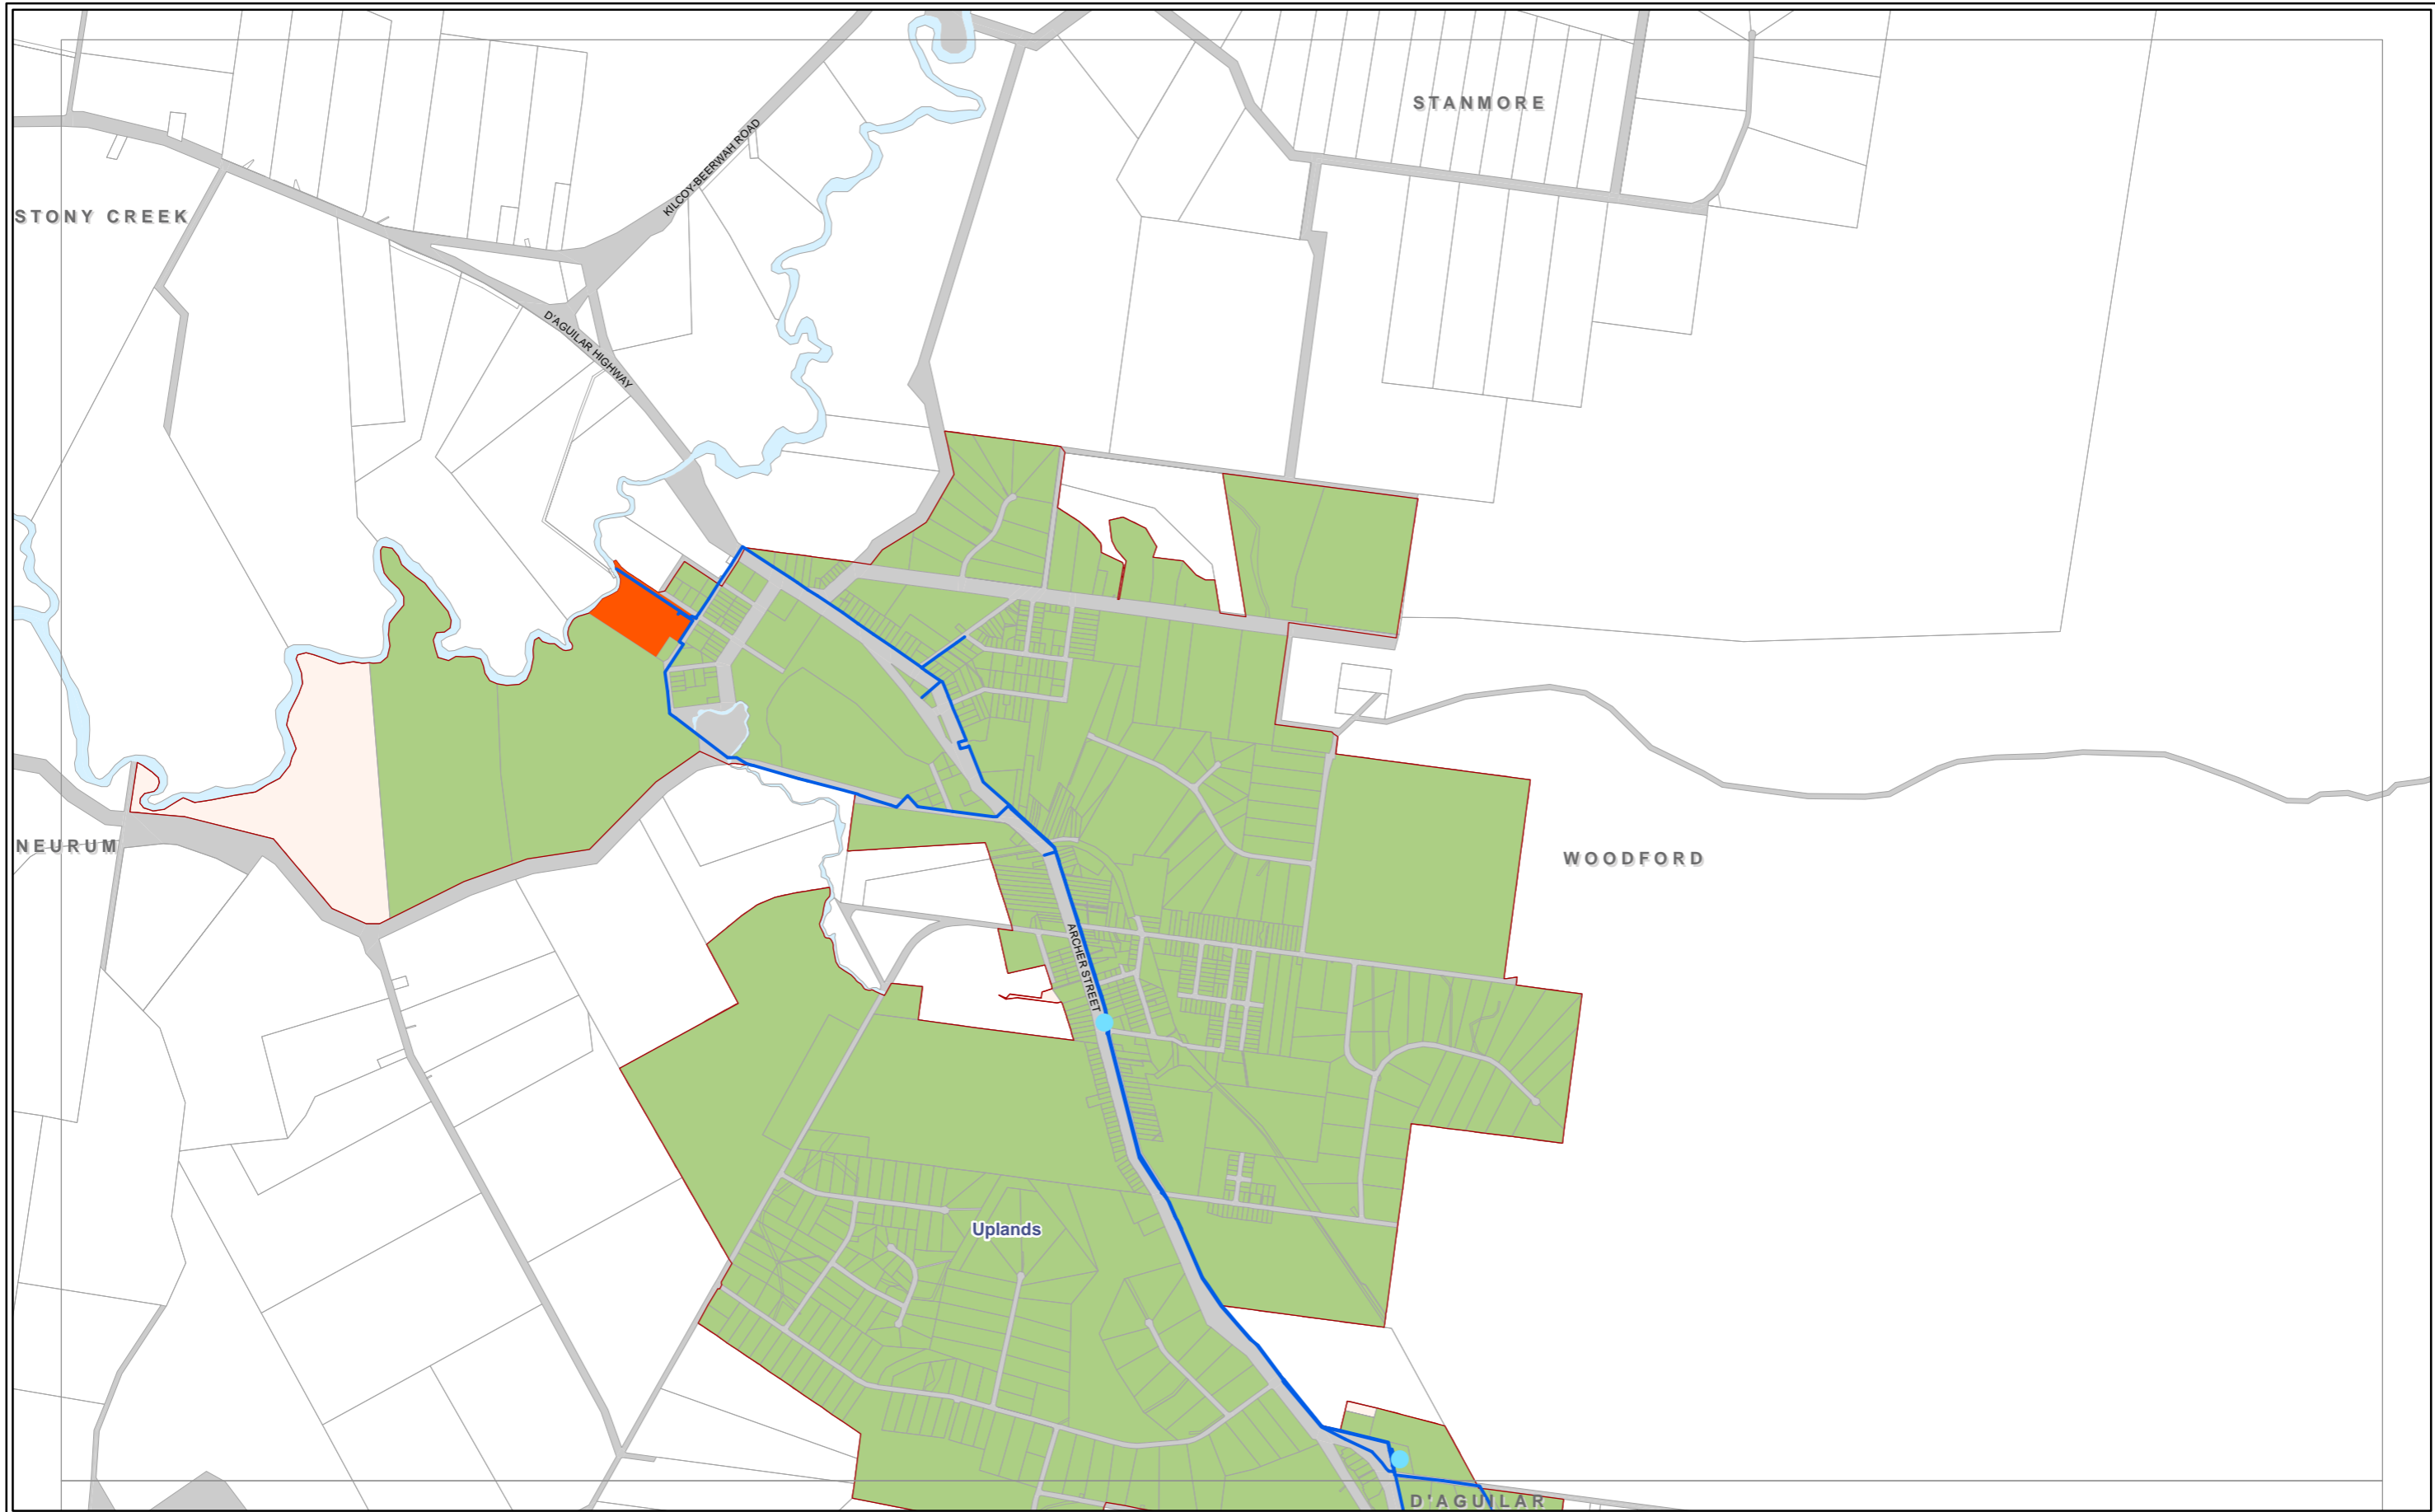 STANMORE
KILCOY-BEERWAH ROAD
STONY CREEK
D'AGUILAR HIGHWAY
NEURUM
WOODFORD
ARCHER STREET
Uplands
D'AGUILAR